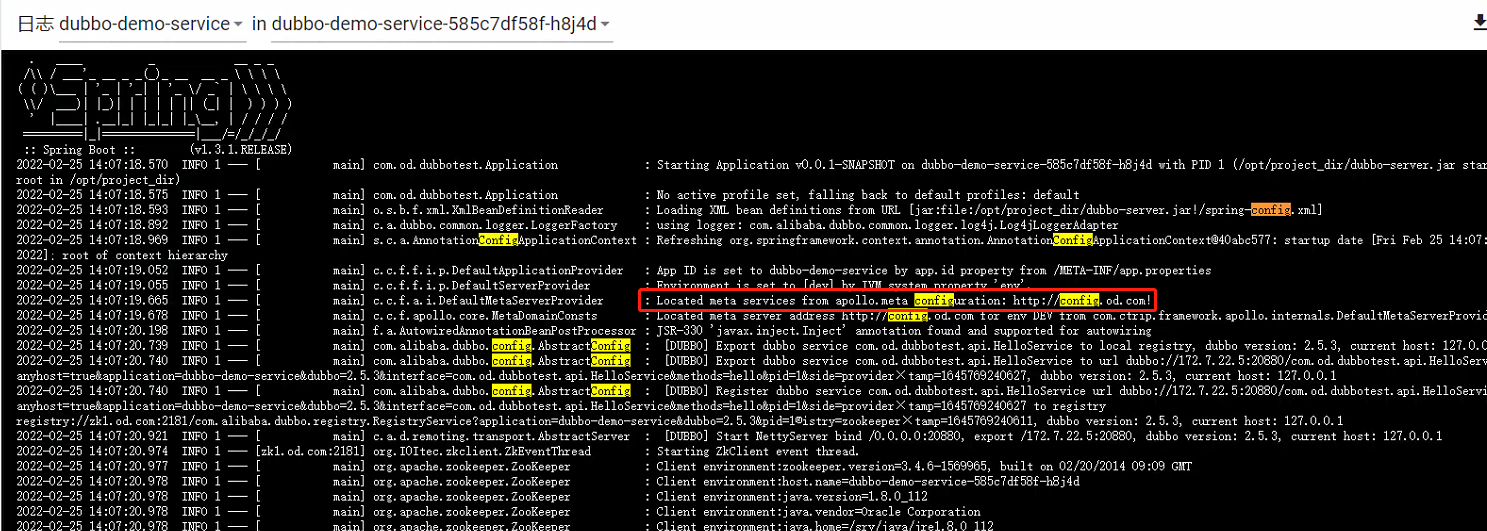 日志 dubbo-demo-service in dubbo-demo-service-585c7df58f-h8j4d
:: Spring Boot :: (v1.3.1.RELEASE)
2022-02-25 14:07:18.570 INFO 1 --- [ main] com.od.dubbotest.Application : Starting Application v0.0.1-SNAPSHOT on dubbo-demo-service-585c7df58f-h8j4d with PID 1 (/opt/project_dir/dubbo-server.jar star
root in /opt/project_dir)
2022-02-25 14:07:18.575 INFO 1 --- [ main] com.od.dubbotest.Application : No active profile set, falling back to default profiles: default
2022-02-25 14:07:18.593 INFO 1 --- [ main] o.s.b.f.xml.XmlBeanDefinitionReader : Loading XML bean definitions from URL [jar:file:/opt/project_dir/dubbo-server.jar!/spring-config.xml]
2022-02-25 14:07:18.892 INFO 1 --- [ main] c.a.dubbo.common.logger.LoggerFactory : using logger: com.alibaba.dubbo.common.logger.log4j.Log4jLoggerAdapter
2022-02-25 14:07:18.969 INFO 1 --- [ main] s.c.a.AnnotationConfigApplicationContext : Refreshing org.springframework.context.annotation.AnnotationConfigApplicationContext@40abc577: startup date [Fri Feb 25 14:07:
2022]; root of context hierarchy
2022-02-25 14:07:19.052 INFO 1 --- [ main] c.c.f.f.i.p.DefaultApplicationProvider : App ID is set to dubbo-demo-service by app.id property from /META-INF/app.properties
2022-02-25 14:07:19.055 INFO 1 --- [ main] c.c.f.f.i.p.DefaultServerProvider : Environment is set to [dev] by JVM system property 'env'.
2022-02-25 14:07:19.665 INFO 1 --- [ main] c.c.f.a.i.DefaultMetaServerProvider : Located meta services from apollo.meta configuration: http://config.od.com!
2022-02-25 14:07:19.678 INFO 1 --- [ main] c.c.f.apollo.core.MetaDomainConsts : Located meta server address http://config.od.com for env DEV from com.ctrip.framework.apollo.internals.DefaultMetaServerProvid
2022-02-25 14:07:20.198 INFO 1 --- [ main] f.a.AutowiredAnnotationBeanPostProcessor : JSR-330 'javax.inject.Inject' annotation found and supported for autowiring
2022-02-25 14:07:20.739 INFO 1 --- [ main] com.alibaba.dubbo.config.AbstractConfig : [DUBBO] Export dubbo service com.od.dubbotest.api.HelloService to local registry, dubbo version: 2.5.3, current host: 127.0.0
2022-02-25 14:07:20.740 INFO 1 --- [ main] com.alibaba.dubbo.config.AbstractConfig : [DUBBO] Export dubbo service com.od.dubbotest.api.HelloService to url dubbo://172.7.22.5:20880/com.od.dubbotest.api.Hello
anyhost=true&application=dubbo-demo-service&dubbo=2.5.3&interface=com.od.dubbotest.api.HelloService&methods=hello&pid=1&side=provider×tamp=1645769240627, dubbo version: 2.5.3, current host: 127.0.0.1
2022-02-25 14:07:20.740 INFO 1 --- [ main] com.alibaba.dubbo.config.AbstractConfig : [DUBBO] Register dubbo service com.od.dubbotest.api.HelloService url dubbo://172.7.22.5:20880/com.od.dubbotest.api.HelloS
anyhost=true&application=dubbo-demo-service&dubbo=2.5.3&interface=com.od.dubbotest.api.HelloService&methods=hello&pid=1&side=provider×tamp=1645769240627 to registry
registry://zk1.od.com:2181/com.alibaba.dubbo.registry.RegistryService?application=dubbo-demo-service&dubbo=2.5.3&pid=1®istry=zookeeper×tamp=1645769240611, dubbo version: 2.5.3, current host: 127.0.0.1
2022-02-25 14:07:20.921 INFO 1 --- [ main] c.a.d.remoting.transport.AbstractServer : [DUBBO] Start NettyServer bind /0.0.0.0:20880, export /172.7.22.5:20880, dubbo version: 2.5.3, current host: 127.0.0.1
2022-02-25 14:07:20.974 INFO 1 --- [zk1.od.com:2181] org.I0Itec.zkclient.ZkEventThread : Starting ZkClient event thread.
2022-02-25 14:07:20.977 INFO 1 --- [ main] org.apache.zookeeper.ZooKeeper : Client environment:zookeeper.version=3.4.6-1569965, built on 02/20/2014 09:09 GMT
2022-02-25 14:07:20.978 INFO 1 --- [ main] org.apache.zookeeper.ZooKeeper : Client environment:host.name=dubbo-demo-service-585c7df58f-h8j4d
2022-02-25 14:07:20.978 INFO 1 --- [ main] org.apache.zookeeper.ZooKeeper : Client environment:java.version=1.8.0_112
2022-02-25 14:07:20.978 INFO 1 --- [ main] org.apache.zookeeper.ZooKeeper : Client environment:java.vendor=Oracle Corporation
2022-02-25 14:07:20.978 INFO 1 --- [ main] org.apache.zookeeper.ZooKeeper : Client environment:java.home=/srv/java/jre1.8.0_112